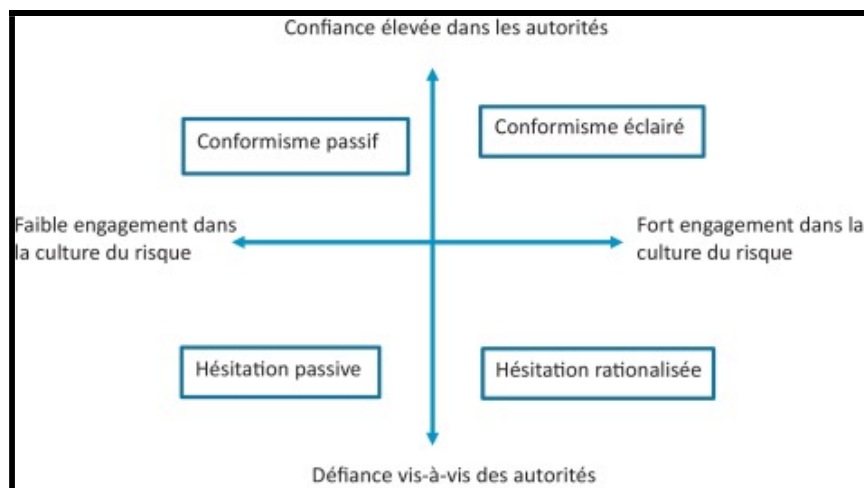 Confiance élevée dans les autorités
Conformisme passif
Conformisme éclairé
Faible engagement dans
la culture du risque
Fort engagement dans la
culture du risque
Hésitation passive
Hésitation rationalisée
Défiance vis-à-vis des autorités